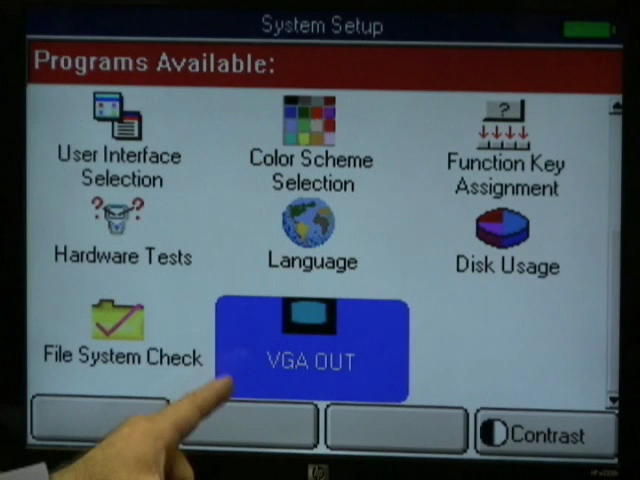 System Setup
Programs Available:
User Interface
Selection
Color Scheme
Selection
?
Function Key
Assignment
? ?
Hardware Tests
Language
Disk Usage
File System Check
VGA OUT
Contrast
hp